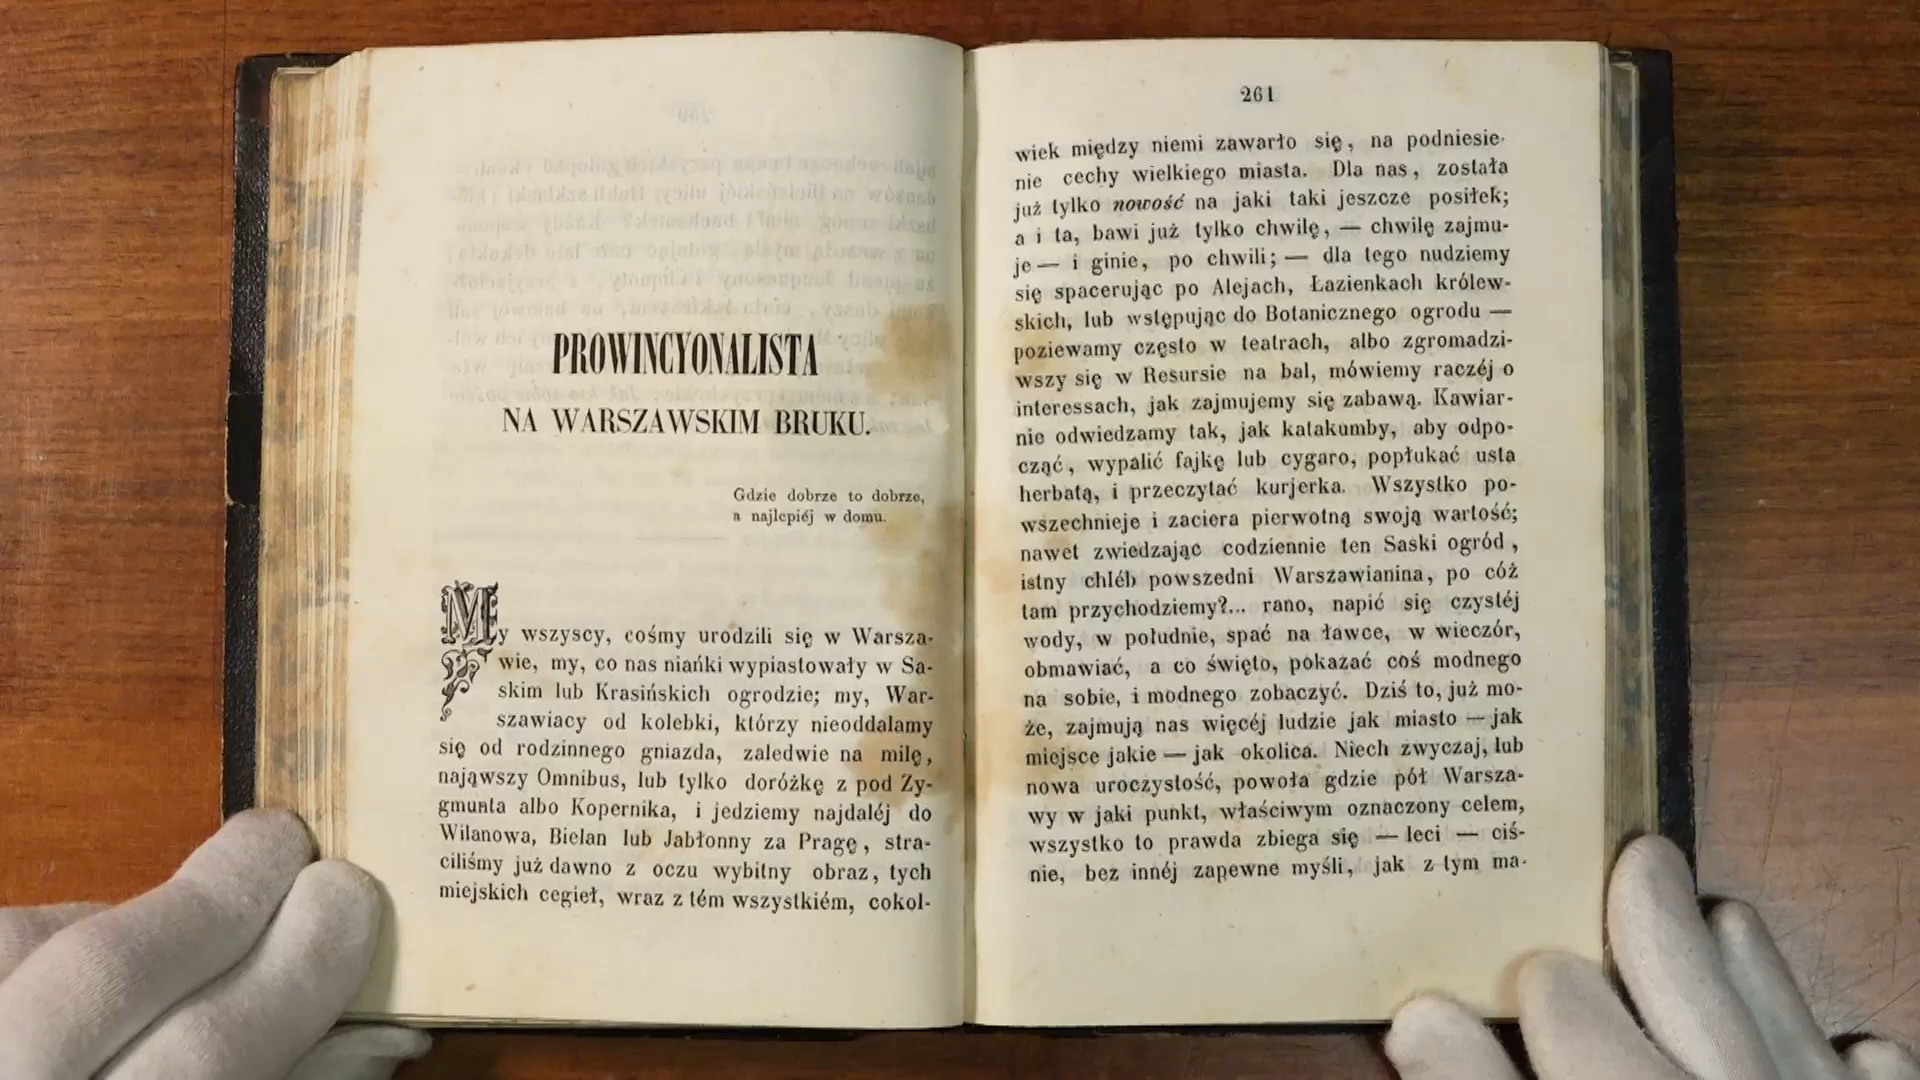 PROWINCYONALISTA
NA WARSZAWSKIM BRUKU.
Gdzie dobrze to dobrze,
a najlepiéj w domu.
My wszyscy, cośmy urodzili się w Warsza-
wie, my, co nas niańki wypiastowały w Sa-
skim lub Krasińskich ogrodzie; my, War-
szawiacy od kolebki, którzy nieoddalamy
się od rodzinnego gniazda, zaledwie na milę,
nająwszy Omnibus, lub tylko doróżkę z pod Zy-
gmunta albo Kopernika, i jedziemy najdaléj do
Wilanowa, Bielan lub Jabłonny za Pragę, stra-
ciliśmy już dawno z oczu wybitny obraz, tych
miejskich cegieł, wraz z tém wszystkiém, cokol-
261
wiek między niemi zawarło się, na podniesie-
nie cechy wielkiego miasta. Dla nas, została
już tylko nowość na jaki taki jeszcze posiłek;
a i ta, bawi już tylko chwilę, — chwilę zajmu-
je — i ginie, po chwili; — dla tego nudziemy
się spacerując po Alejach, Łazienkach królew-
skich, lub wstępując do Botanicznego ogrodu —
poziewamy często w teatrach, albo zgromadzi-
wszy się w Resursie na bal, mówiemy raczéj o
interessach, jak zajmujemy się zabawą. Kawiar-
nie odwiedzamy tak, jak katakumby, aby odpo-
cząć, wypalić fajkę lub cygaro, popłukać usta
herbatą, i przeczytać kurjerka. Wszystko po-
wszechnieje i zaciera pierwotną swoją wartość;
nawet zwiedzając codziennie ten Saski ogród,
istny chléb powszedni Warszawianina, po cóż
tam przychodziemy?... rano, napić się czystéj
wody, w południe, spać na ławce, w wieczór,
obmawiać, a co święto, pokazać coś modnego
na sobie, i modnego zobaczyć. Dziś to, już mo-
że, zajmują nas więcéj ludzie jak miasto — jak
miejsce jakie — jak okolica. Niech zwyczaj, lub
nowa uroczystość, powoła gdzie pół Warsza-
wy w jaki punkt, właściwym oznaczony celem,
wszystko to prawda zbiega się — leci — ciś-
nie, bez innéj zapewne myśli, jak z tym ma-